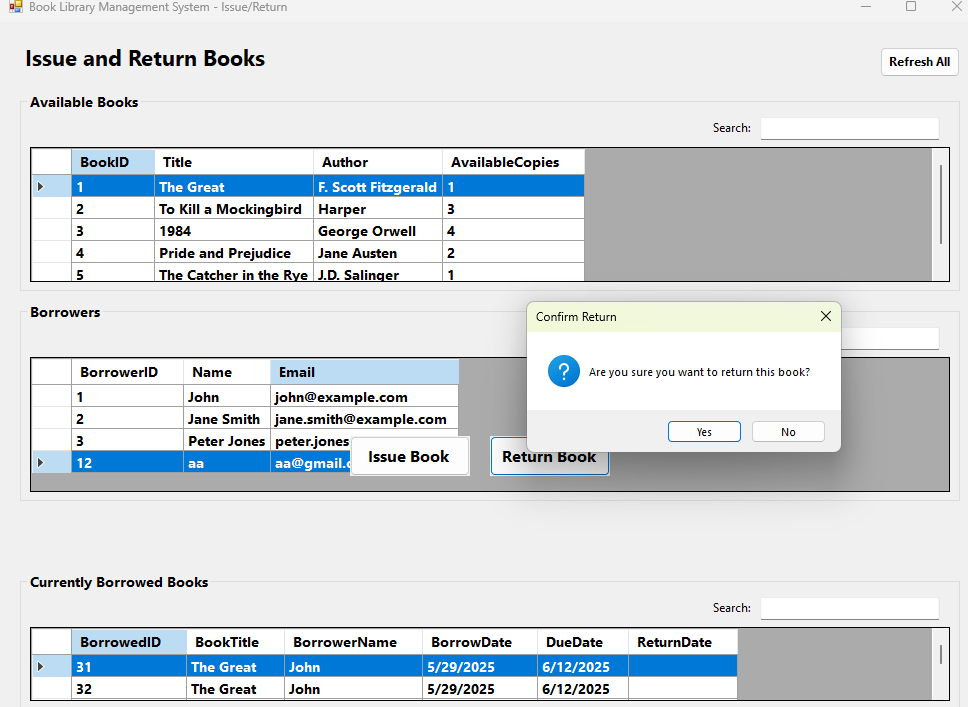 Book Library Management System - Issue/Return
Issue and Return Books
Refresh All
Available Books
Search:
BookID Title Author AvailableCopies
1 The Great F. Scott Fitzgerald 1
2 To Kill a Mockingbird Harper 3
3 1984 George Orwell 4
4 Pride and Prejudice Jane Austen 2
5 The Catcher in the Rye J.D. Salinger 1
Borrowers
Confirm Return
Are you sure you want to return this book?
Yes No
BorrowerID Name Email
1 John john@example.com
2 Jane Smith jane.smith@example.com
3 Peter Jones peter.jones
12 aa aa@gmail.c
Issue Book Return Book
Currently Borrowed Books
Search:
BorrowedID BookTitle BorrowerName BorrowDate DueDate ReturnDate
31 The Great John 5/29/2025 6/12/2025
32 The Great John 5/29/2025 6/12/2025